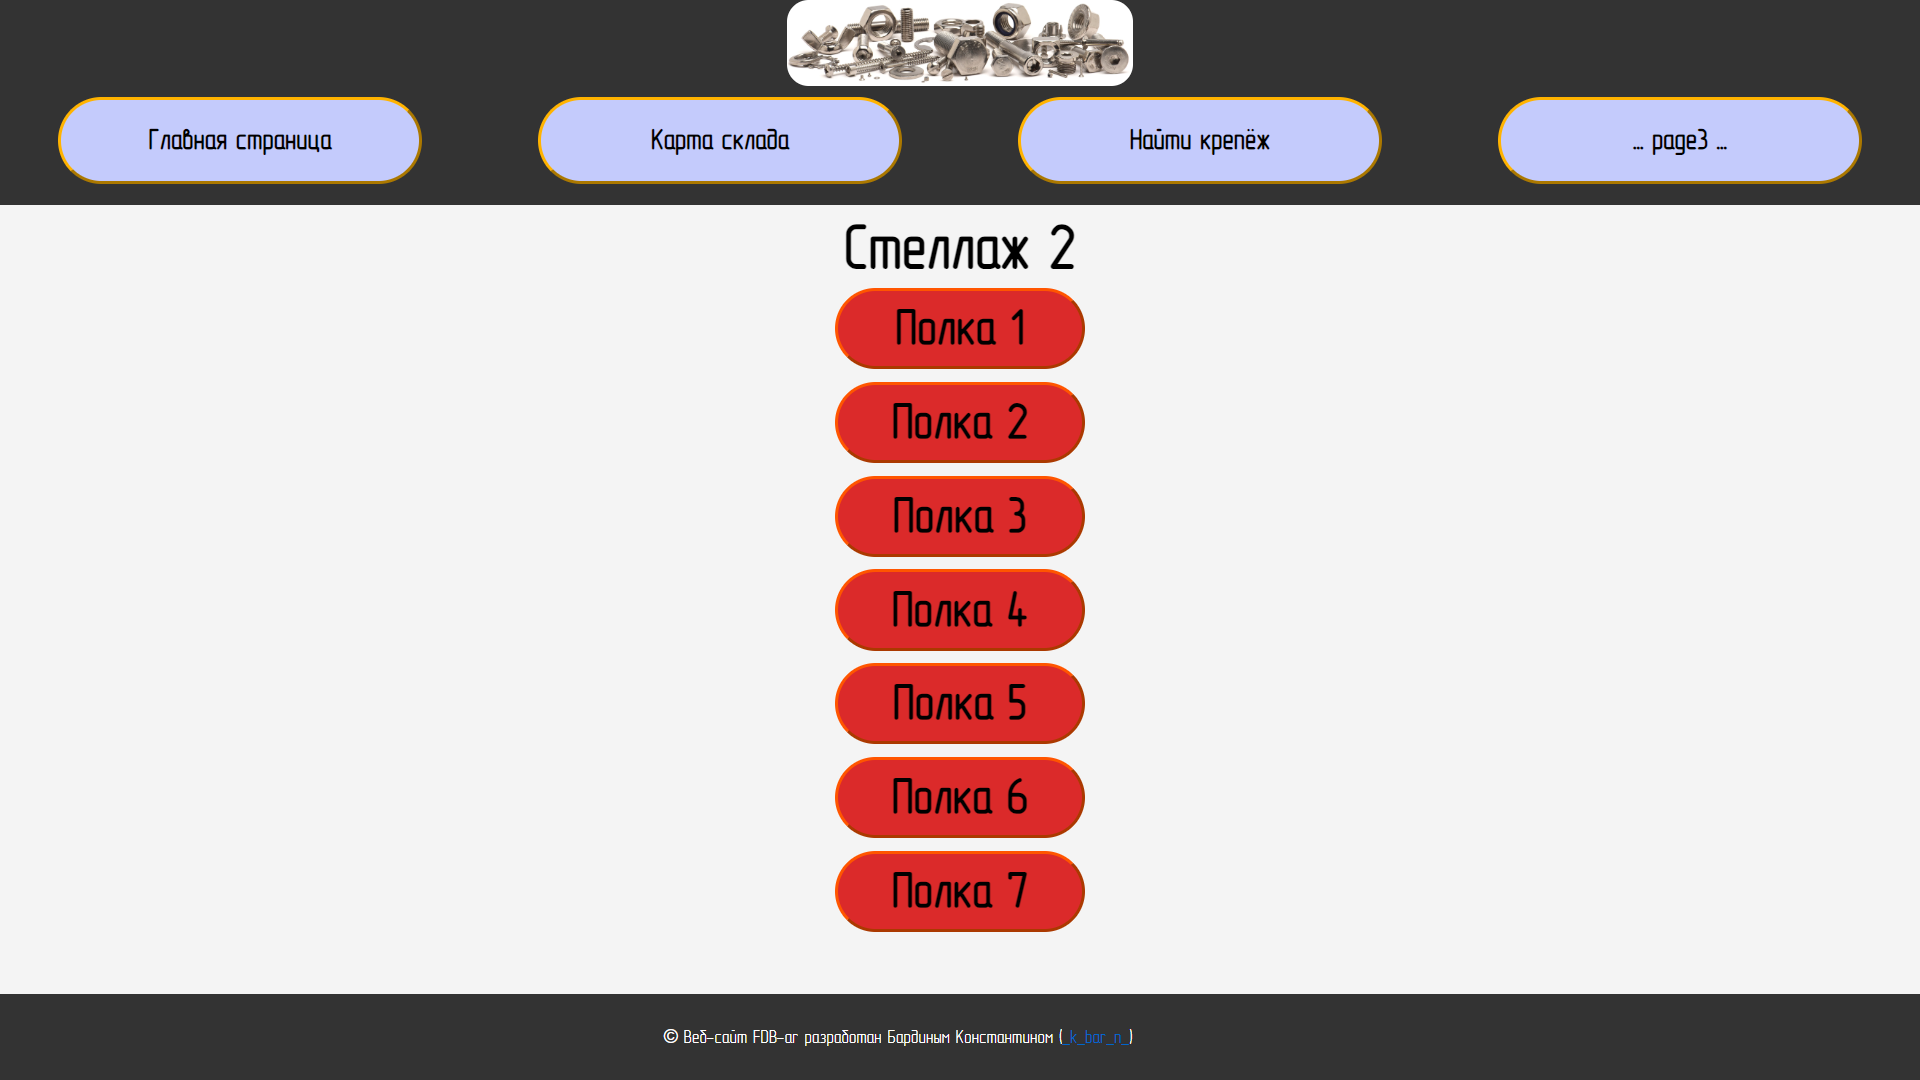 Главная страница
Карта склада
Найти крепёж
... page3 ...
Стеллаж 2
Полка 1
Полка 2
Полка 3
Полка 4
Полка 5
Полка 6
Полка 7
© Веб-сайт FDB-ar разработан Бардиным Константином (_k_bar_n_)